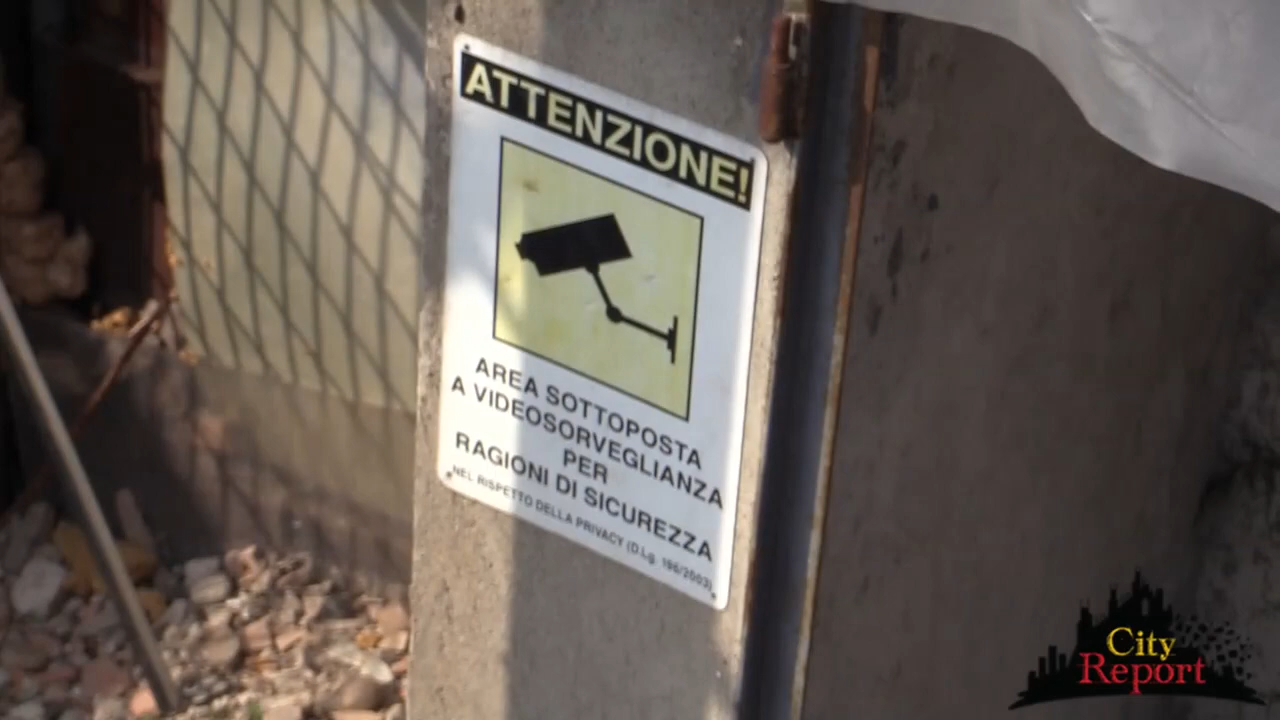 ATTENZIONE!
AREA SOTTOPOSTA
A VIDEOSORVEGLIANZA
PER
RAGIONI DI SICUREZZA
NEL RISPETTO DELLA PRIVACY (D.Lg. 196/2003)
City
Report